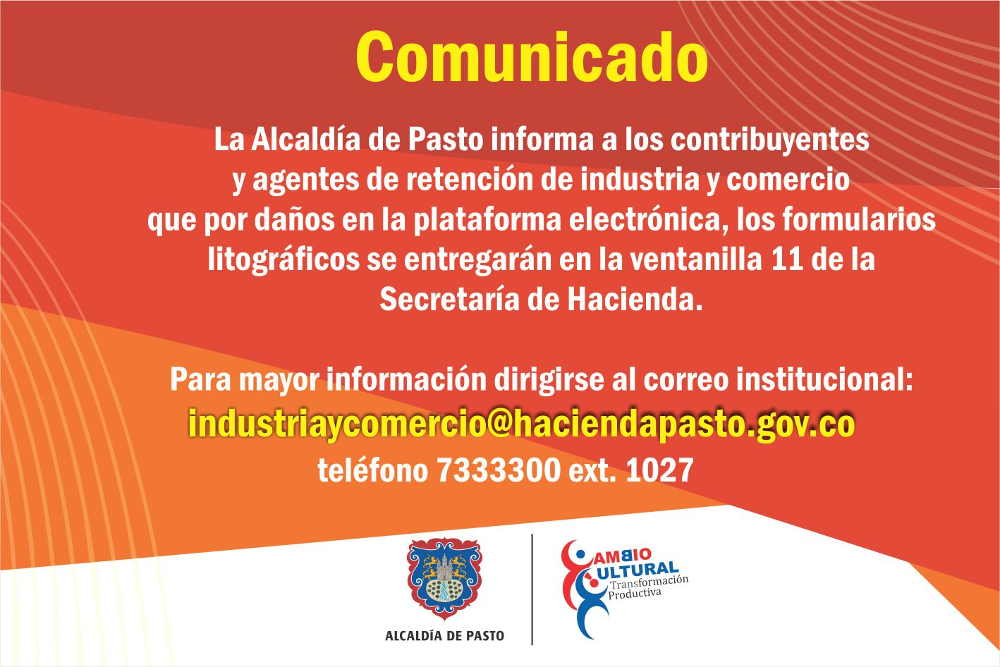 Comunicado
La Alcaldía de Pasto informa a los contribuyentes
y agentes de retención de industria y comercio
que por daños en la plataforma electrónica, los formularios
litográficos se entregarán en la ventanilla 11 de la
Secretaría de Hacienda.
Para mayor información dirigirse al correo institucional:
industriaycomercio@haciendapasto.gov.co
teléfono 7333300 ext. 1027
ALCALDÍA DE PASTO
CAMBIO
CULTURAL
Transformación
Productiva